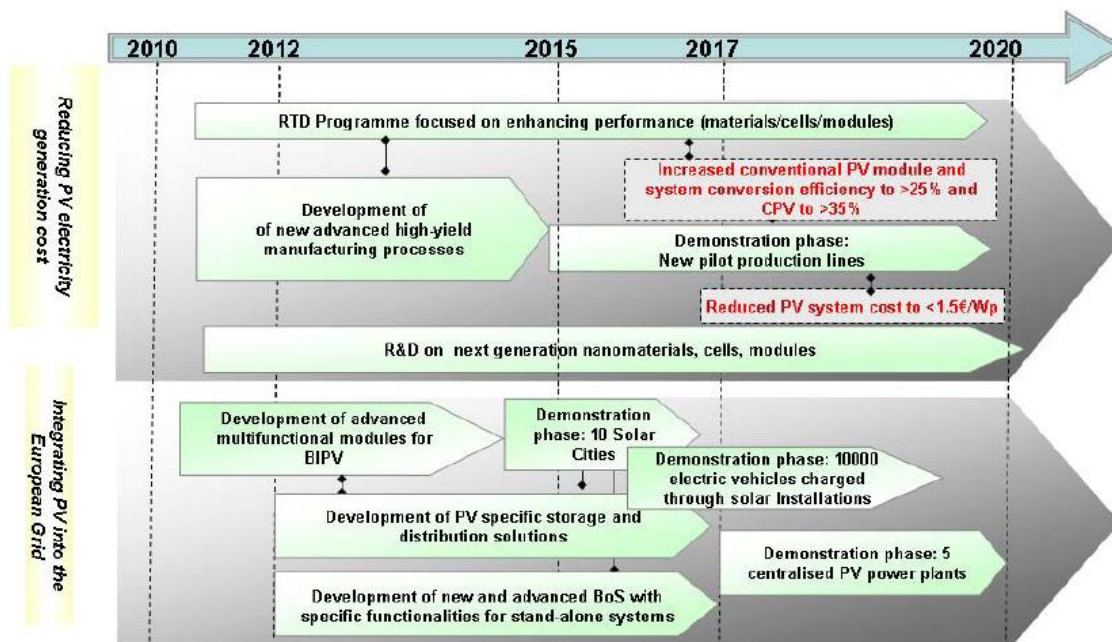 2010 2012 2015 2017 2020
Reducing PV electricity
generation cost
RTD Programme focused on enhancing performance (materials/cells/modules)
Increased conventional PV module and
system conversion efficiency to >25% and
CPV to >35%
Development of
of new advanced high-yield
manufacturing processes
Demonstration phase:
New pilot production lines
Reduced PV system cost to <1.5€/Wp
R&D on next generation nanomaterials, cells, modules
Integrating PV into the
European Grid
Development of advanced
multifunctional modules for
BIPV
Demonstration
phase: 10 Solar
Cities
Demonstration phase: 10000
electric vehicles charged
through solar Installations
Development of PV specific storage and
distribution solutions
Demonstration phase: 5
centralised PV power plants
Development of new and advanced BoS with
specific functionalities for stand-alone systems